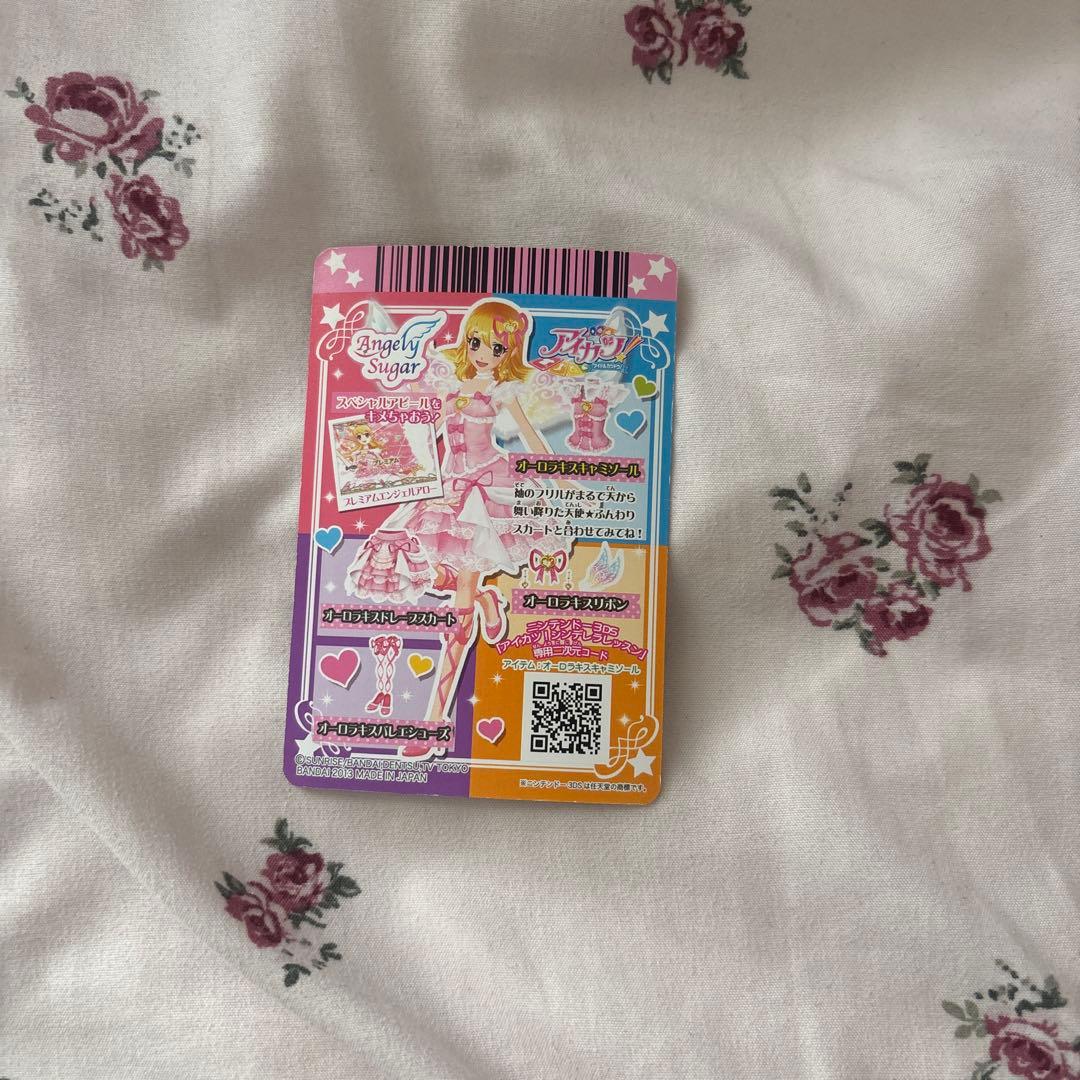 Angely
Sugar
アイカツ!
スペシャルアピールを
キメちゃおう!
プレミアム
プレミアムエンジェルアロー
オーロラキスキャミソール
袖のフリルがまるで天から
舞い降りた天使★ふんわり
スカートと合わせてみてね!
オーロラキスドレープスカート
オーロラキスリボン
ニンテンドー3DS
「アイカツ!シンデレラレッスン」
専用二次元コード
アイテム:オーロラキスキャミソール
オーロラキスバレエシューズ
©SUNRISE/BANDAI,DENTSU,TV TOKYO
BANDAI 2013 MADE IN JAPAN
※ニンテンドー3DSは任天堂の商標です。